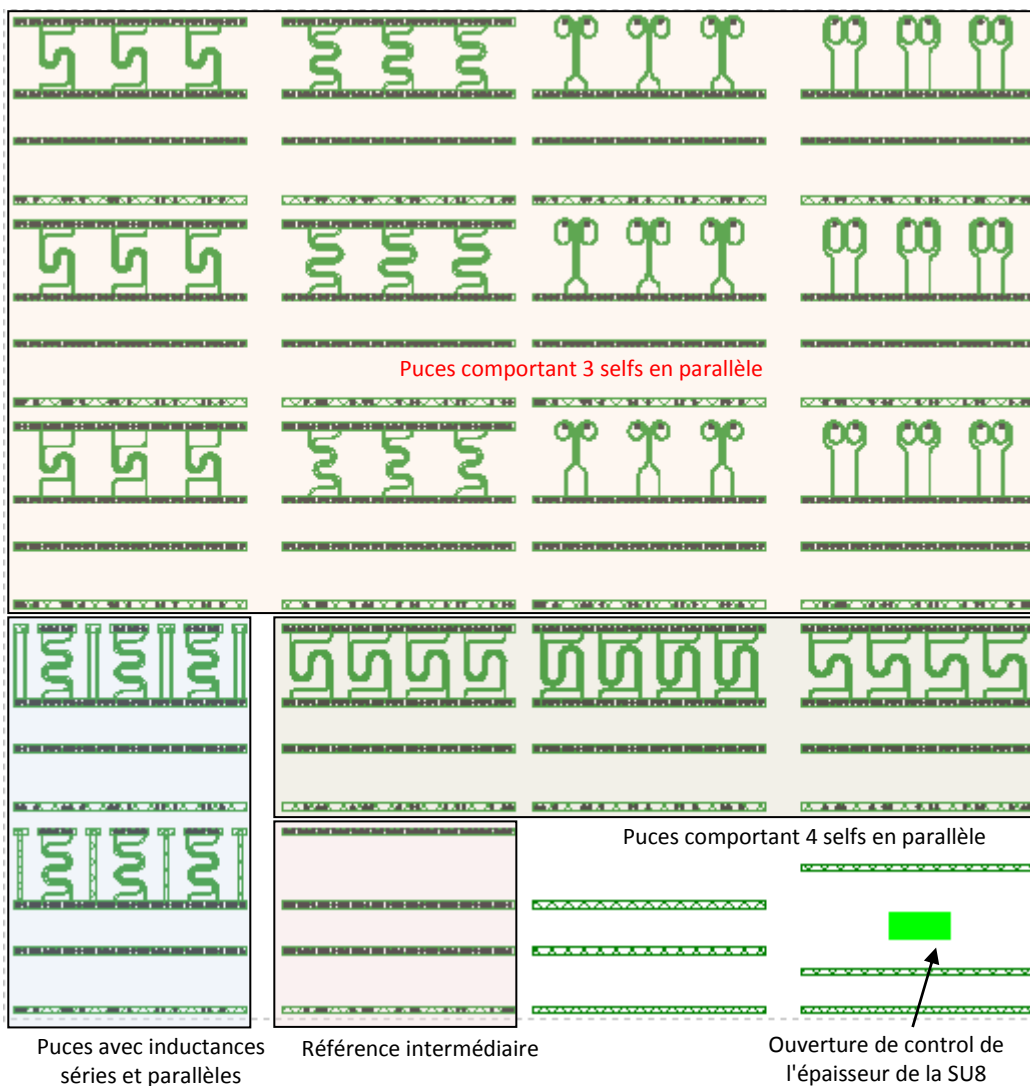 Puces comportant 3 selfs en parallèle
Puces comportant 4 selfs en parallèle
Puces avec inductances
séries et parallèles
Référence intermédiaire
Ouverture de control de
l'épaisseur de la SU8